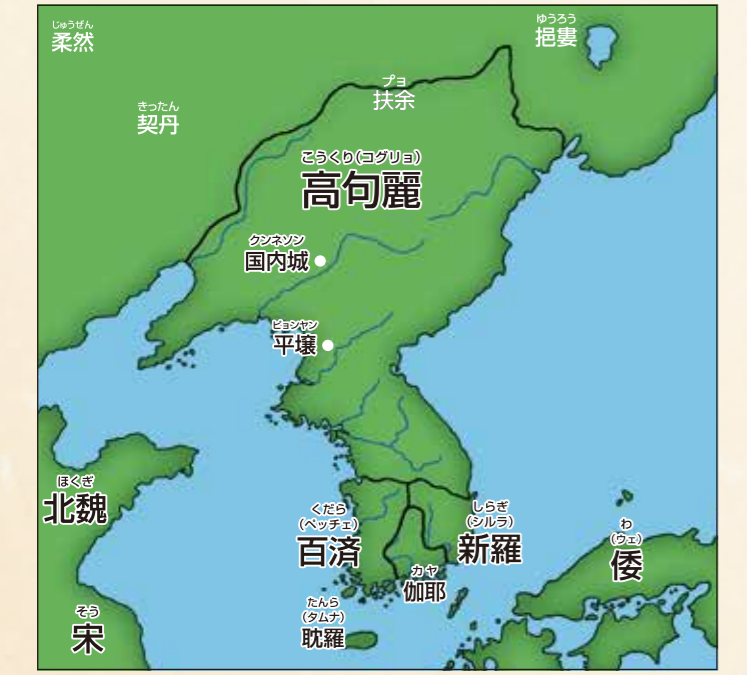 じゅうぜん
柔然
ゆうろう
挹婁
プヨ
扶余
きったん
契丹
こうくり(コグリョ)
高句麗
クンネソン
国内城
ピョンヤン
平壌
ほくぎ
北魏
くだら
(ペッチェ)
百済
しらぎ
(シルラ)
新羅
わ
(ウェ)
倭
カヤ
伽耶
たんら
(タムナ)
耽羅
そう
宋